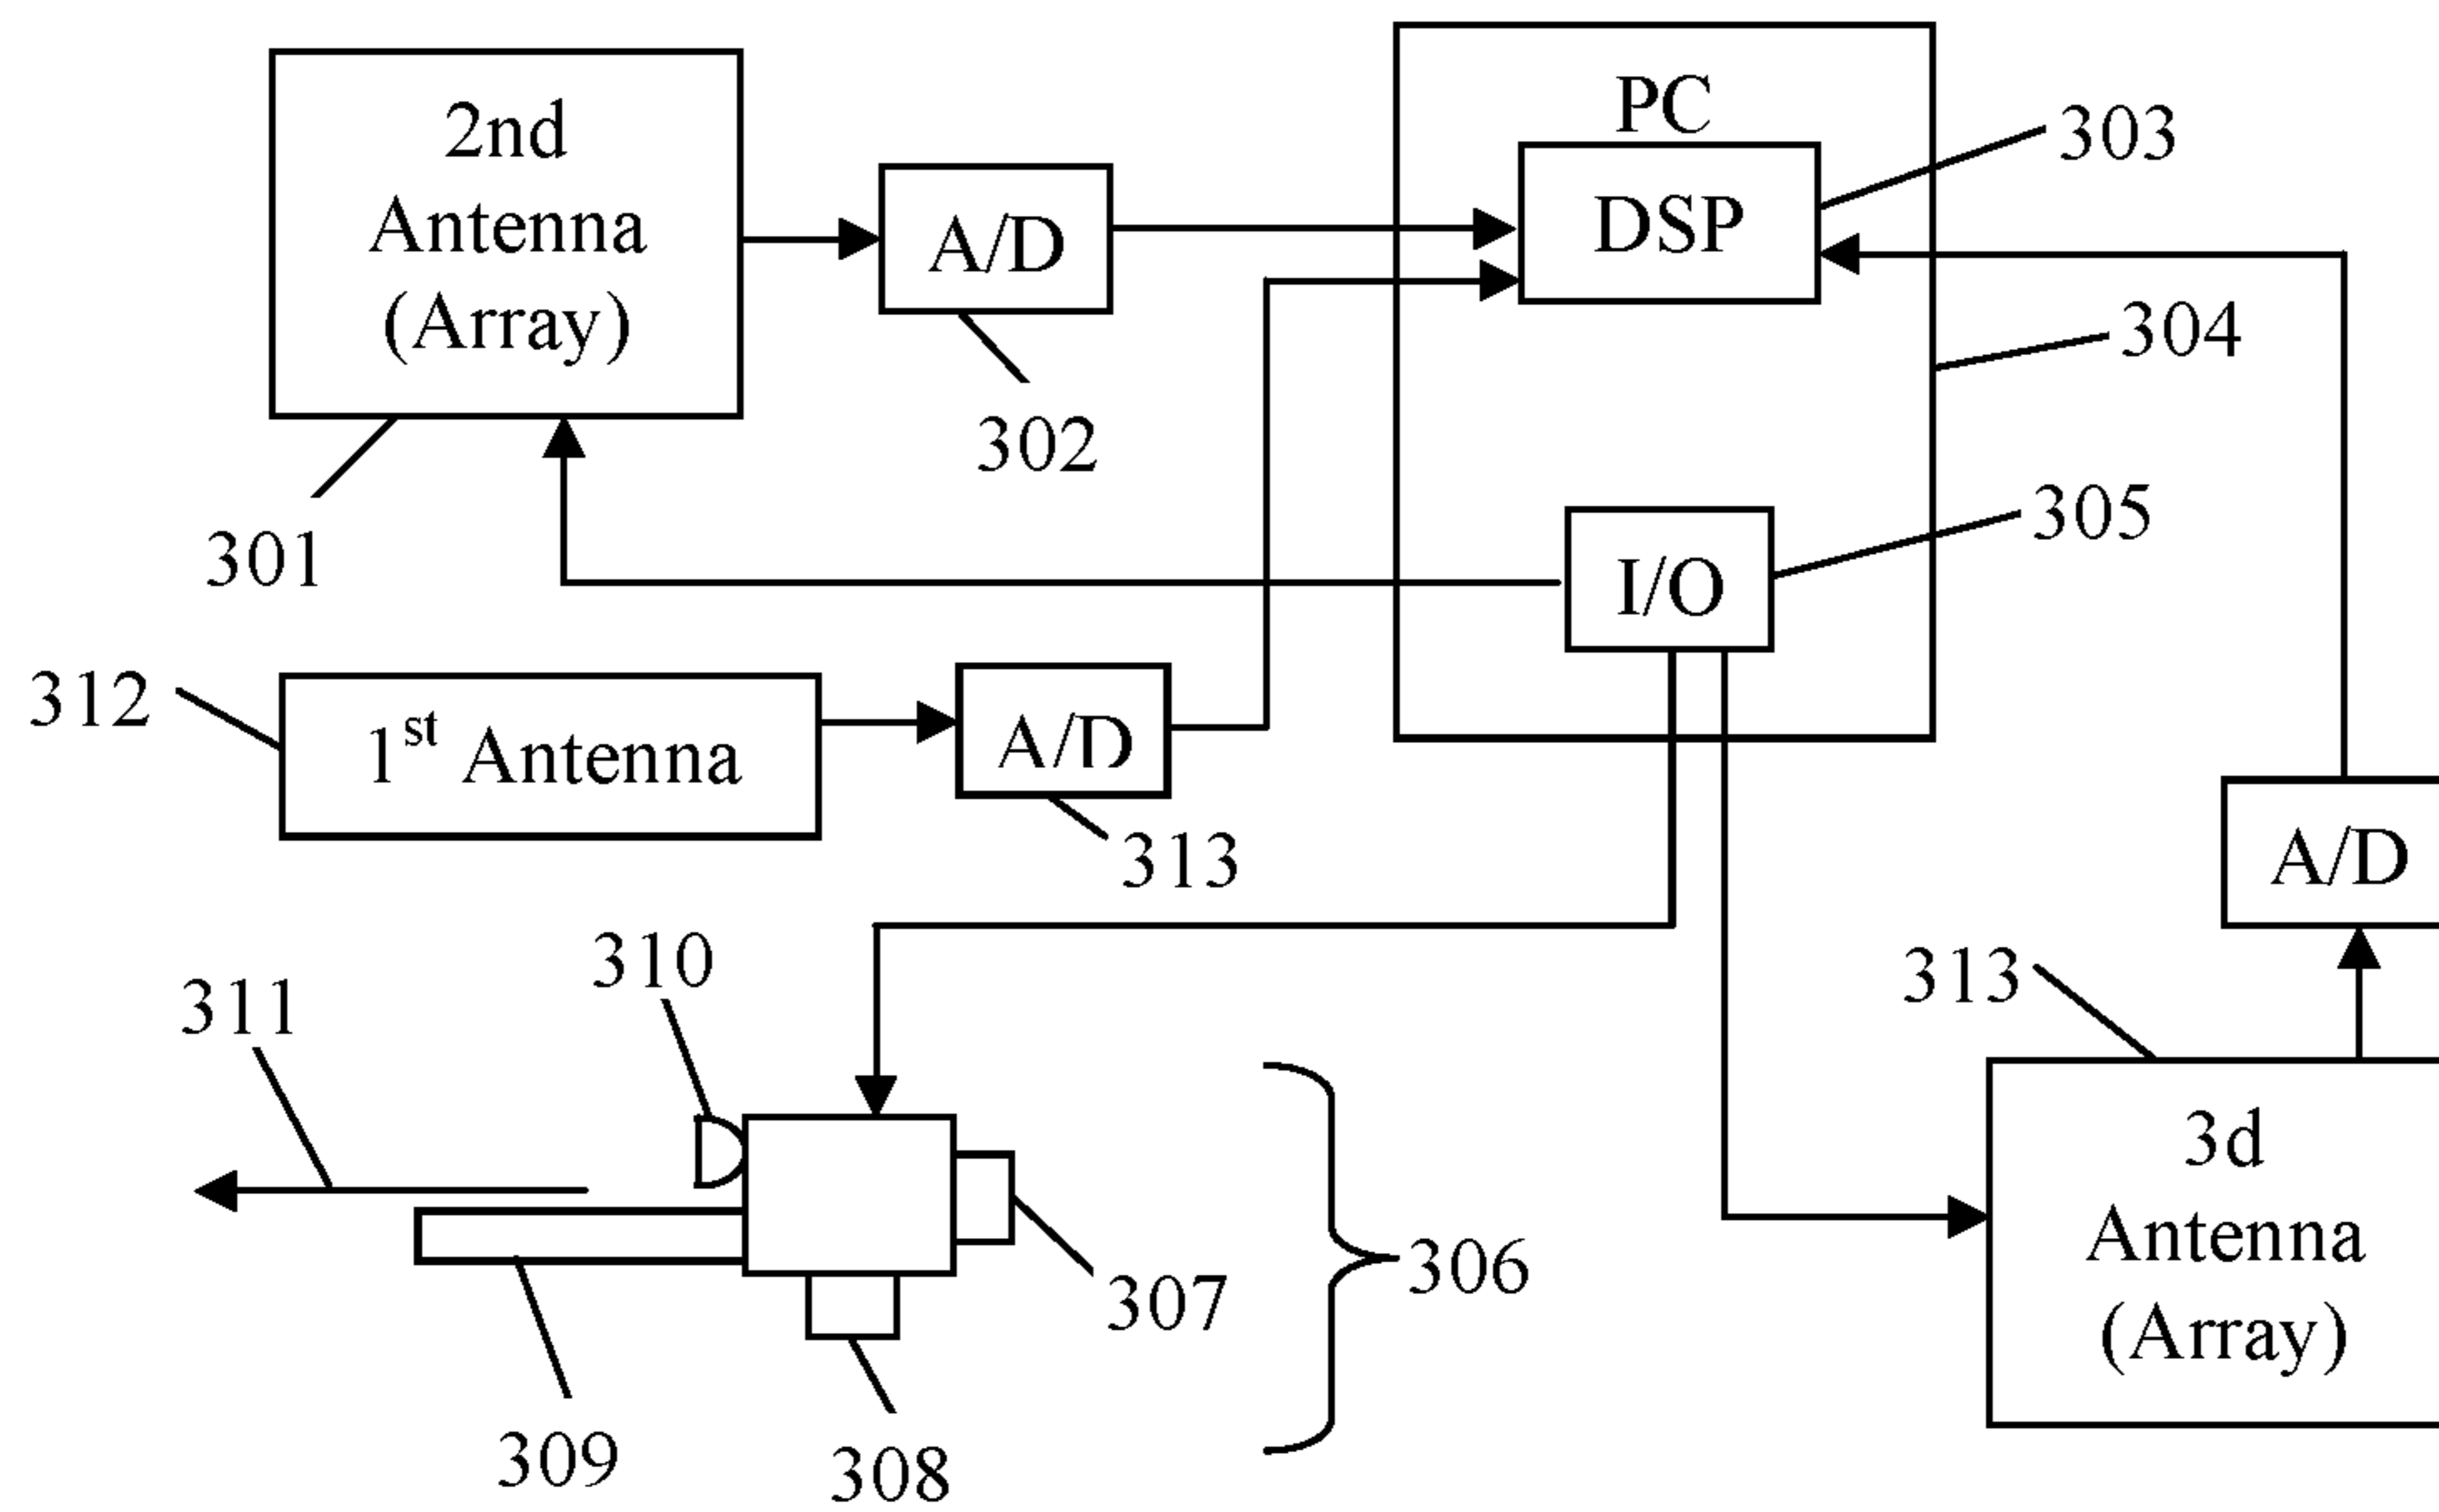 2nd
Antenna
(Array)
A/D
PC
DSP
303
304
302
301
305
I/O
312
1st Antenna
A/D
313
A/D
310
311
313
306
307
3d
Antenna
(Array)
309
308